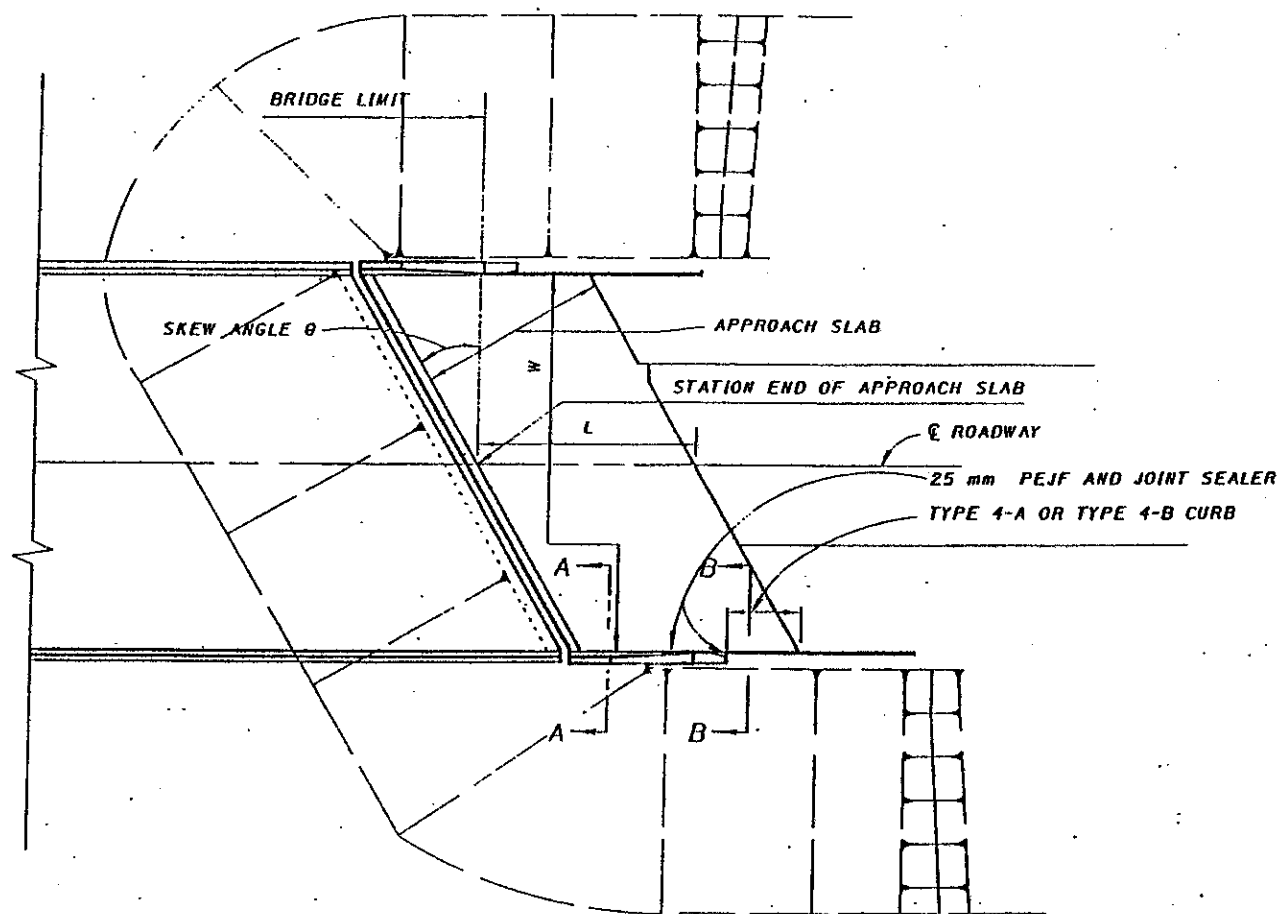 BRIDGE LIMIT
SKEW ANGLE θ
APPROACH SLAB
W
STATION END OF APPROACH SLAB
L
℄ ROADWAY
25 mm PEJF AND JOINT SEALER
TYPE 4-A OR TYPE 4-B CURB
A
B
A
B